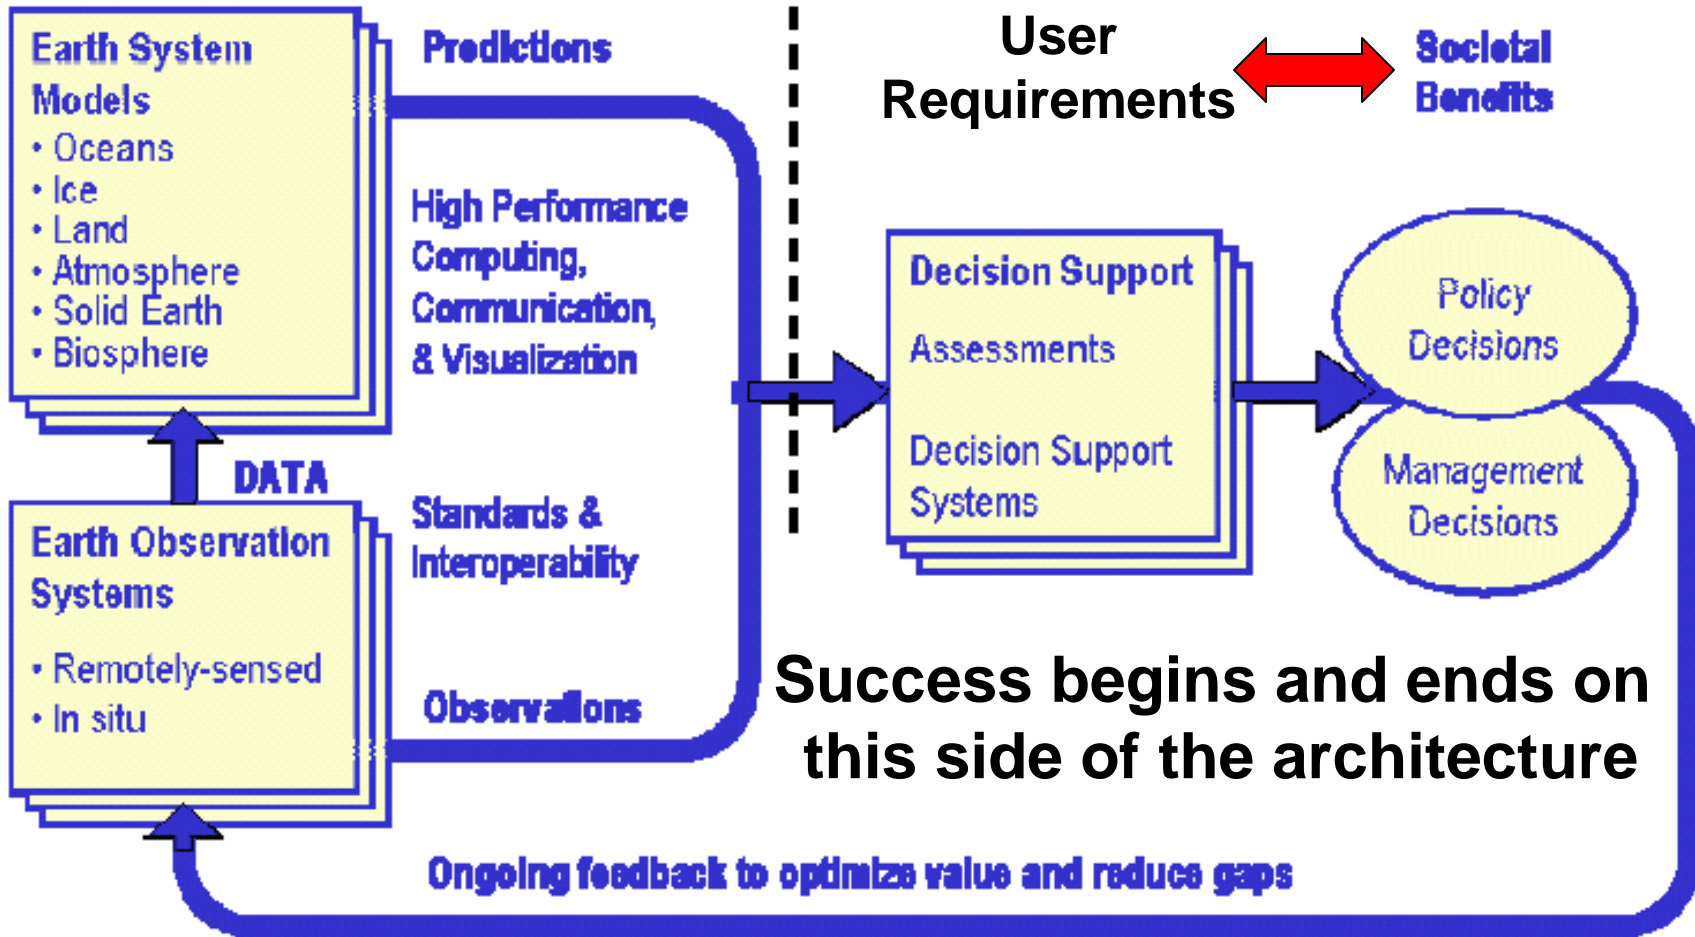 Earth System
Models
• Oceans
• Ice
• Land
• Atmosphere
• Solid Earth
• Biosphere
DATA
Earth Observation
Systems
• Remotely-sensed
• In situ
Predictions
High Performance
Computing,
Communication,
& Visualization
Standards &
Interoperability
Observations
User
Requirements
Societal
Benefits
Decision Support
Assessments
Decision Support
Systems
Policy
Decisions
Management
Decisions
Success begins and ends on
this side of the architecture
Ongoing feedback to optimize value and reduce gaps